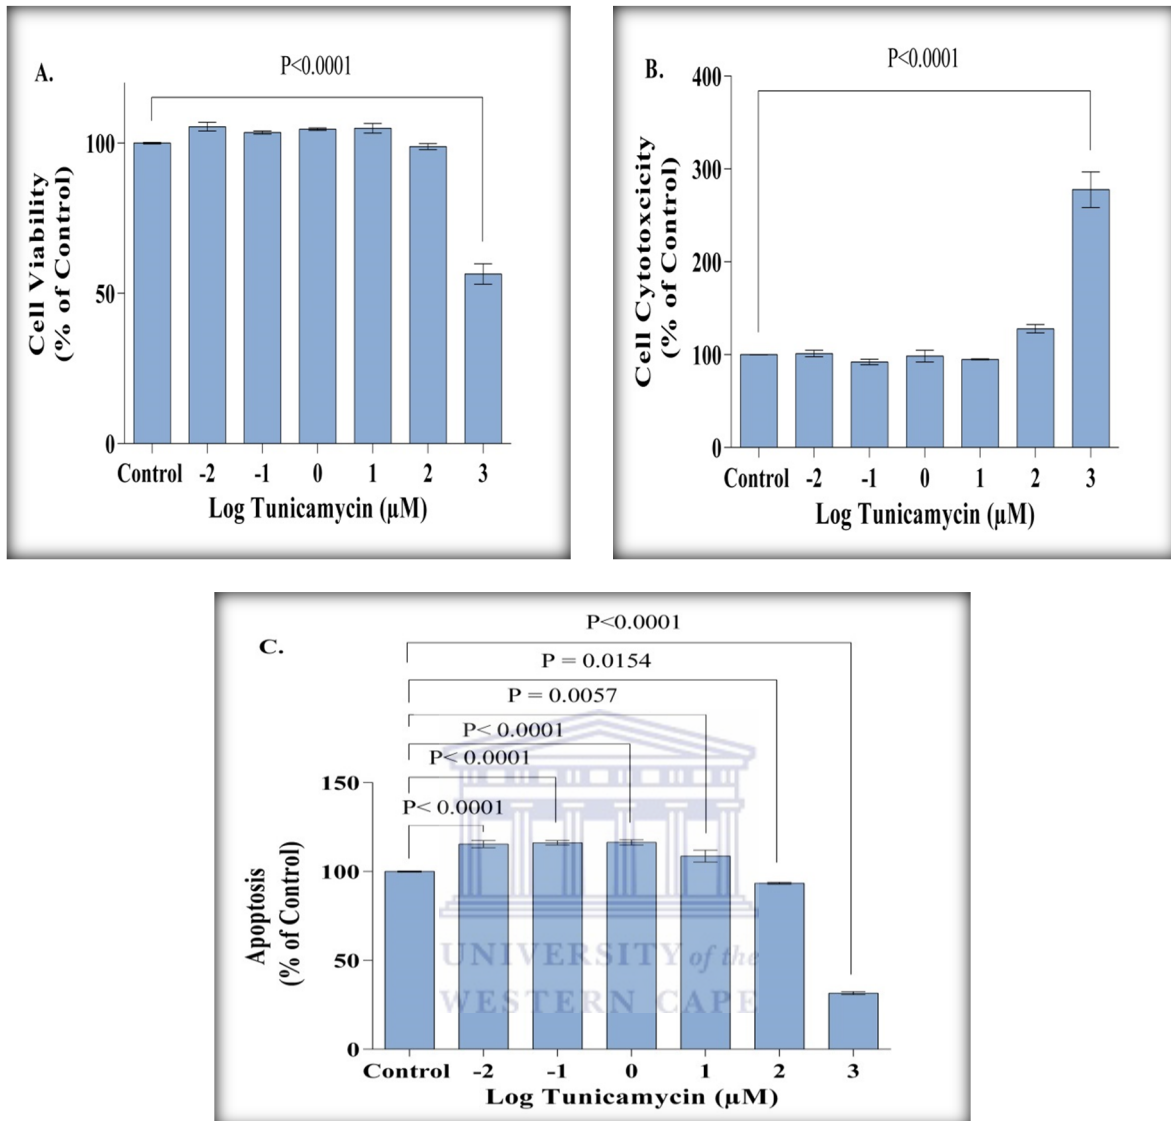 A.
P<0.0001
Cell Viability
(% of Control)
100
50
0
Control -2 -1 0 1 2 3
Log Tunicamycin (µM)
B.
P<0.0001
Cell Cytotoxcicity
(% of Control)
400
300
200
100
0
Control -2 -1 0 1 2 3
Log Tunicamycin (µM)
C.
P<0.0001
P = 0.0154
P = 0.0057
P< 0.0001
P< 0.0001
P< 0.0001
Apoptosis
(% of Control)
150
100
50
0
UNIVERSITY of the
WESTERN CAPE
Control -2 -1 0 1 2 3
Log Tunicamycin (µM)